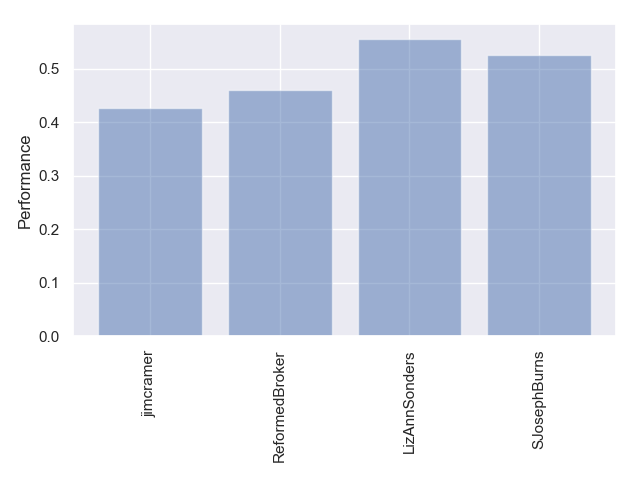 0.5
0.4
0.3
0.2
0.1
0.0
Performance
jimcramer
ReformedBroker
LizAnnSonders
SJosephBurns